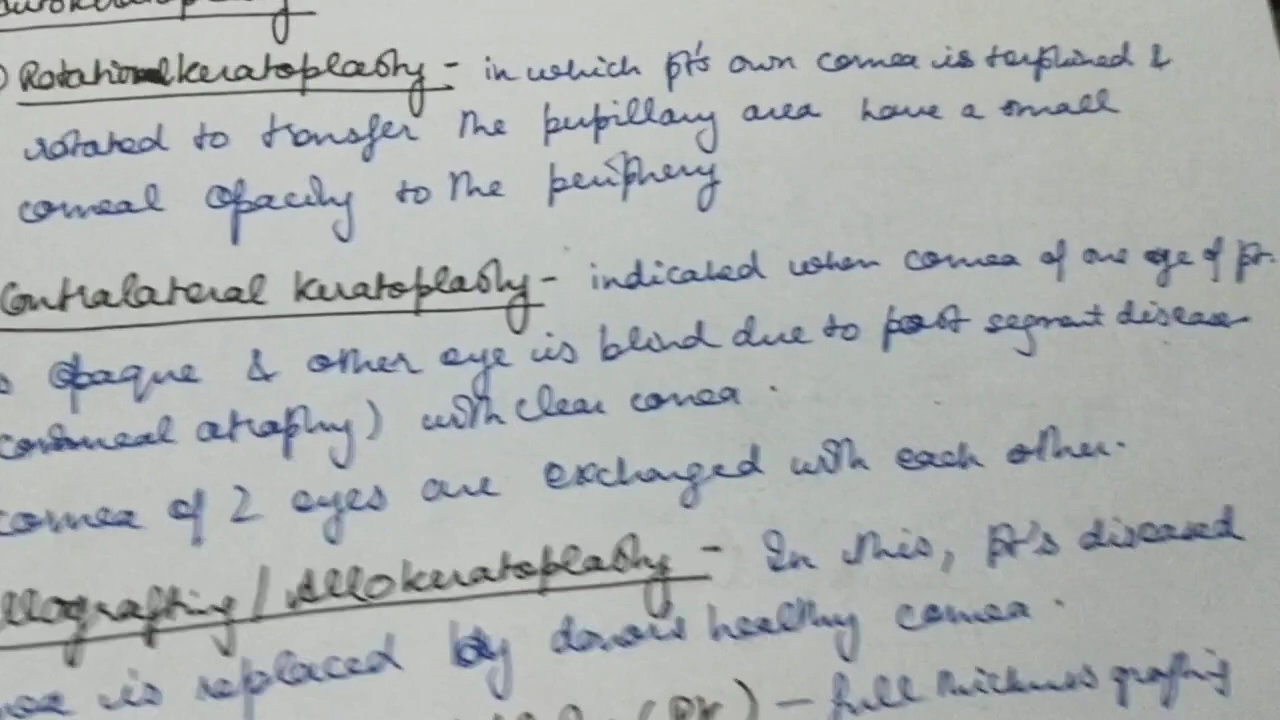 Rotational keratoplasty - in which pt's own cornea is terphined &
rotated to transfer the pupillary area have a small
corneal opacity to the periphery
Contralateral keratoplasty - indicated when cornea of one eye of pt.
opaque & other eye is blind due to post segment disease
atrophy) with clear cornea.
cornea of 2 eyes are exchanged with each other.
llografting / Allokeratoplasty - In this, pt's diseased
is replaced by donor's healthy cornea.
(PK) - full thickness grafting